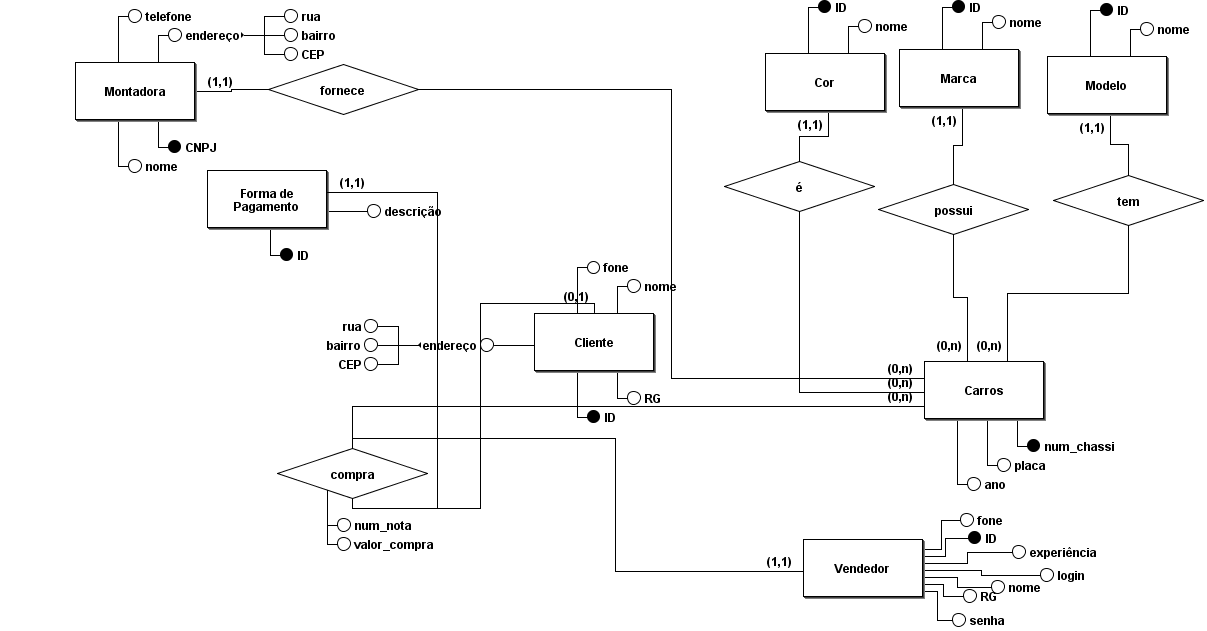 telefone
endereço
rua
bairro
CEP
Montadora
(1,1)
fornece
CNPJ
nome
ID
nome
Cor
(1,1)
é
ID
nome
Marca
(1,1)
possui
ID
nome
Modelo
(1,1)
tem
Forma de
Pagamento
(1,1)
descrição
ID
fone
nome
(0,1)
Cliente
rua
bairro
CEP
endereço
RG
ID
(0,n)
(0,n)
(0,n)
(0,n)
(0,n)
Carros
num_chassi
placa
ano
compra
num_nota
valor_compra
(1,1)
Vendedor
fone
ID
experiência
login
nome
RG
senha